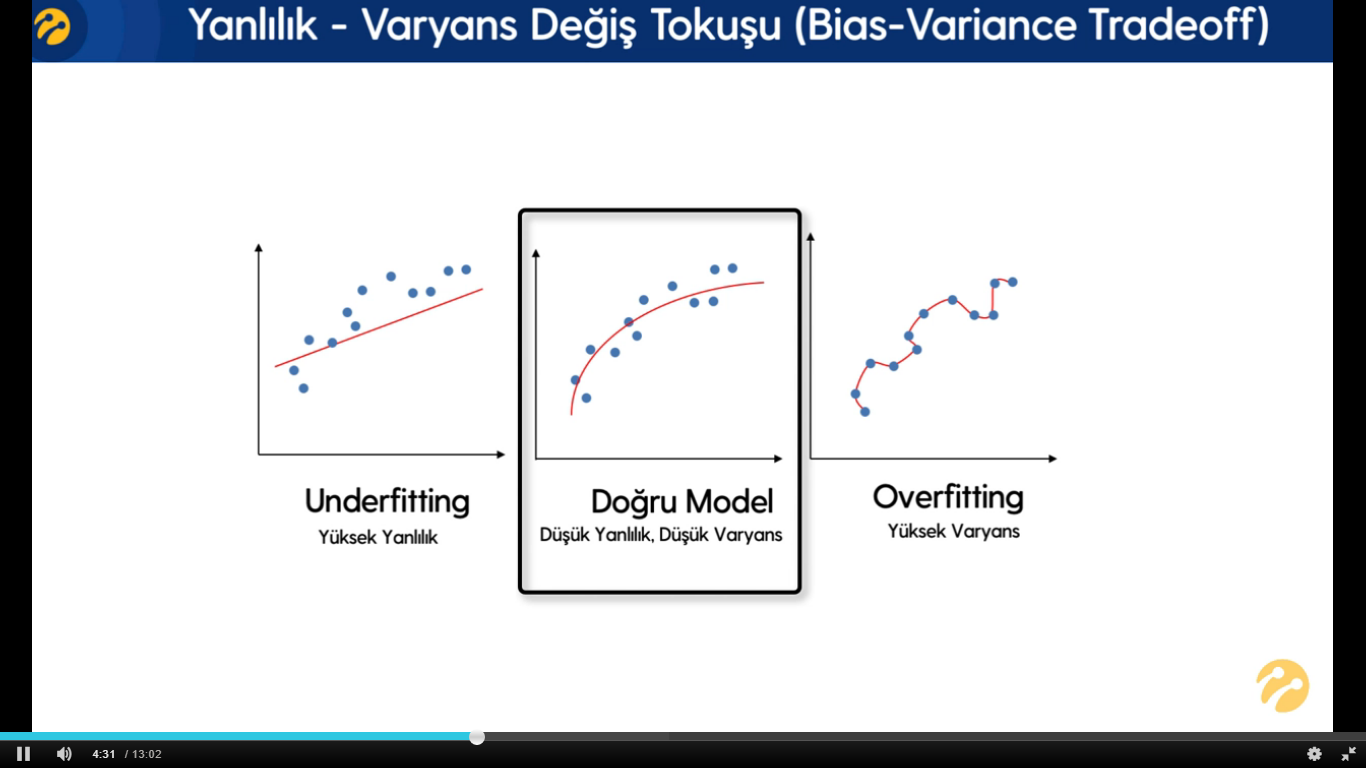 Yanlılık - Varyans Değiş Tokuşu (Bias-Variance Tradeoff)
Underfitting
Yüksek Yanlılık
Doğru Model
Düşük Yanlılık, Düşük Varyans
Overfitting
Yüksek Varyans
4:31 / 13:02